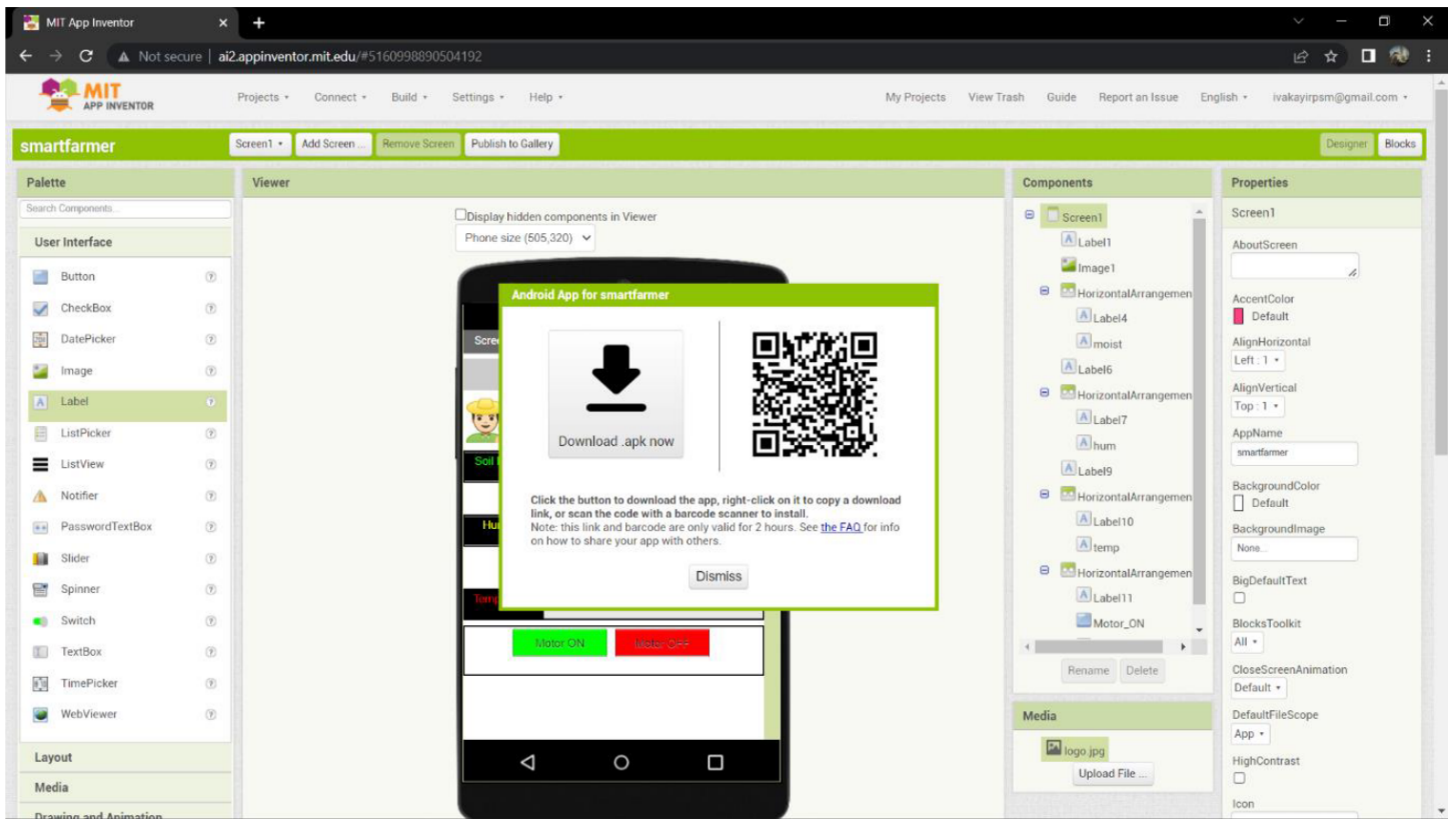 MIT App Inventor
Not secure | ai2.appinventor.mit.edu/#5160998890504192
MIT
APP INVENTOR
Projects Connect Build Settings Help My Projects View Trash Guide Report an Issue English ivakayirpsm@gmail.com
smartfarmer Screen1 Add Screen ... Remove Screen Publish to Gallery Designer Blocks
Palette
Search Components...
User Interface
Button
CheckBox
DatePicker
Image
Label
ListPicker
ListView
Notifier
PasswordTextBox
Slider
Spinner
Switch
TextBox
TimePicker
WebViewer
Layout
Media
Drawing and Animation
Viewer
Display hidden components in Viewer
Phone size (505,320)
Android App for smartfarmer
Download .apk now
Click the button to download the app, right-click on it to copy a download
link, or scan the code with a barcode scanner to install.
Note: this link and barcode are only valid for 2 hours. See the FAQ for info
on how to share your app with others.
Dismiss
Scre
Soil
Hu
Temp
Motor ON Motor OFF
Components
Screen1
Label1
Image1
HorizontalArrangemen
Label4
moist
Label6
HorizontalArrangemen
Label7
hum
Label9
HorizontalArrangemen
Label10
temp
HorizontalArrangemen
Label11
Motor_ON
Rename Delete
Media
logo.jpg
Upload File ...
Properties
Screen1
AboutScreen
AccentColor
Default
AlignHorizontal
Left : 1
AlignVertical
Top : 1
AppName
smartfarmer
BackgroundColor
Default
BackgroundImage
None...
BigDefaultText
BlocksToolkit
All
CloseScreenAnimation
Default
DefaultFileScope
App
HighContrast
Icon